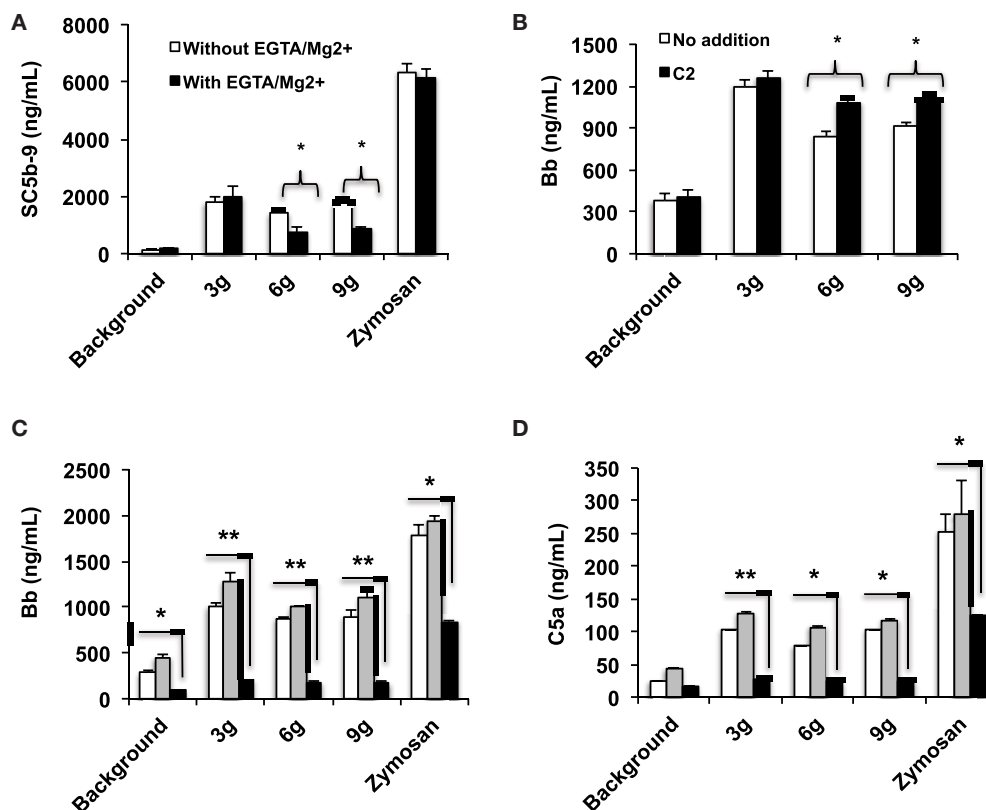 A
SC5b-9 (ng/mL)
8000
6000
4000
2000
0
Without EGTA/Mg2+
With EGTA/Mg2+
*
*
Background
3g
6g
9g
Zymosan
B
Bb (ng/mL)
1500
1200
900
600
300
0
No addition
C2
*
*
Background
3g
6g
9g
C
Bb (ng/mL)
2500
2000
1500
1000
500
0
*
**
**
**
*
Background
3g
6g
9g
Zymosan
D
C5a (ng/mL)
350
300
250
200
150
100
50
0
**
*
*
*
Background
3g
6g
9g
Zymosan